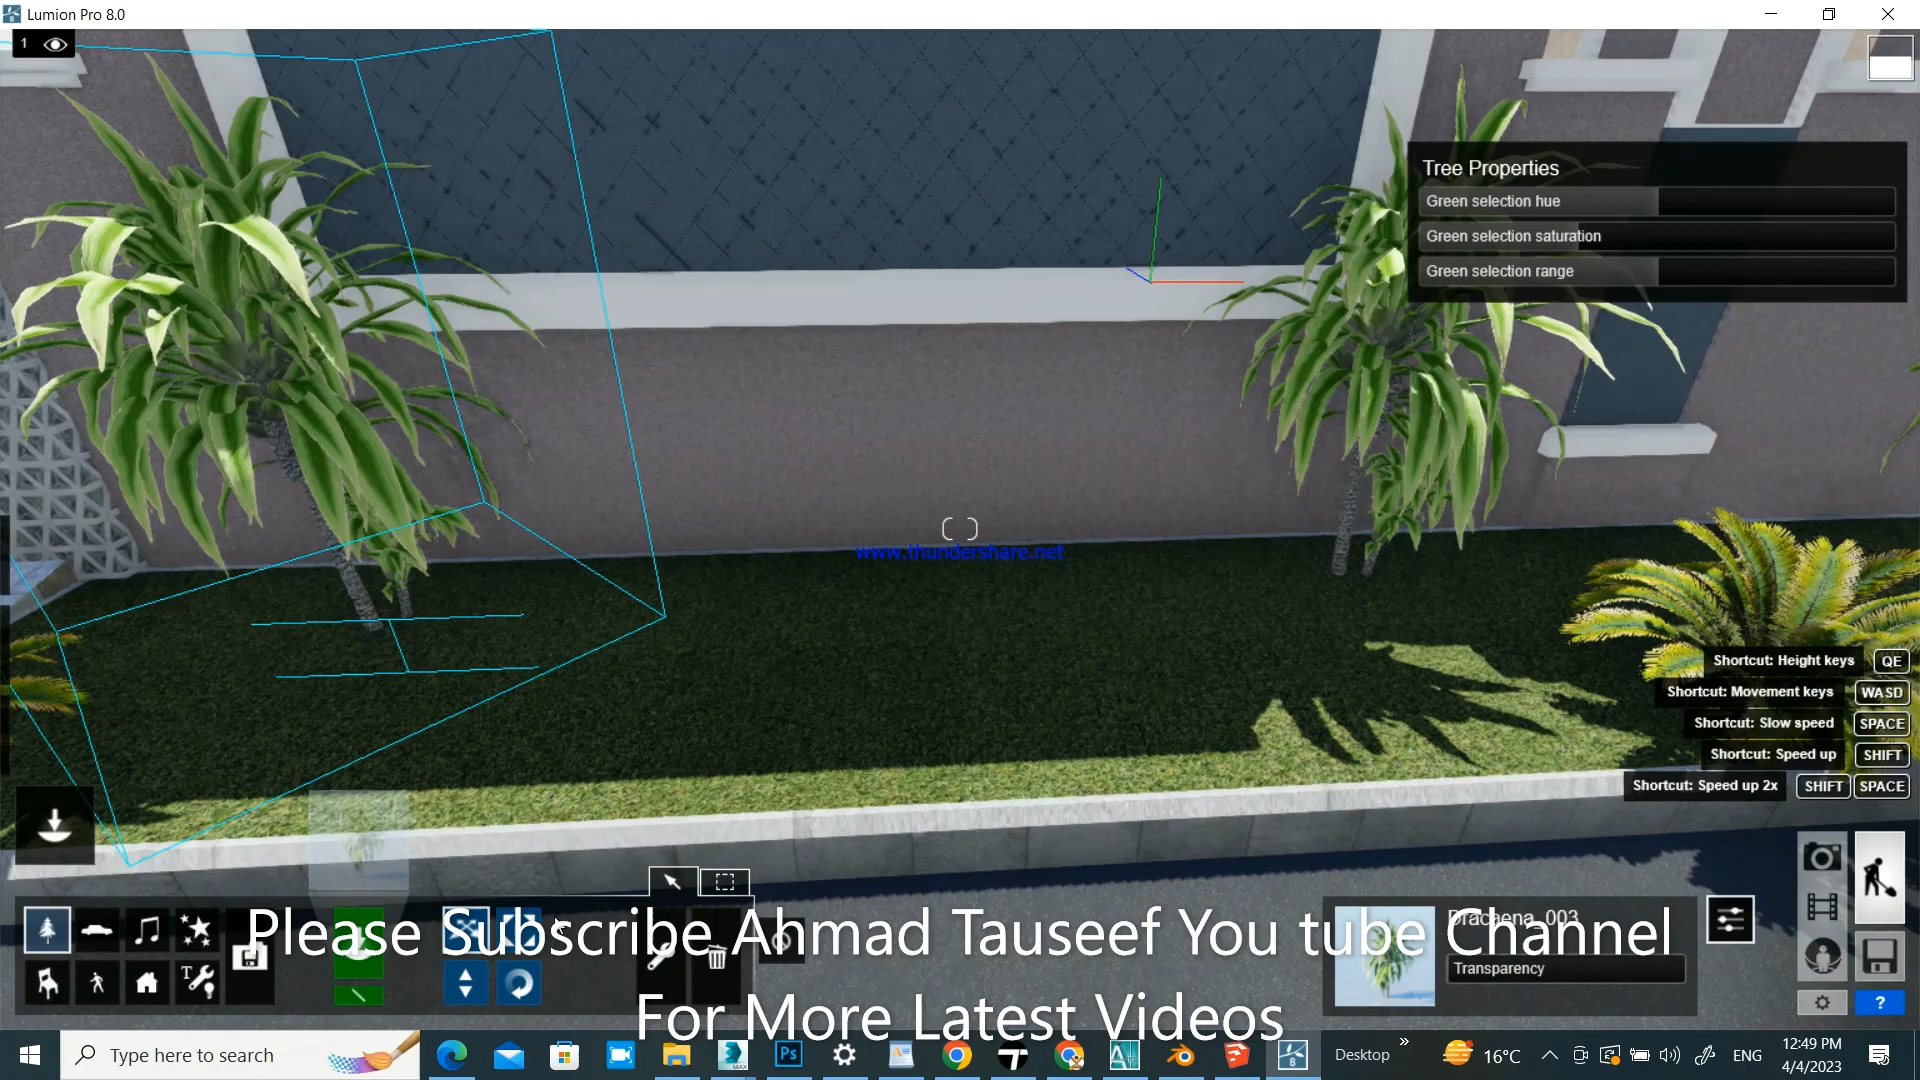 Lumion Pro 8.0
1
Tree Properties
Green selection hue
Green selection saturation
Green selection range
www.thundershare.net
Shortcut: Height keys QE
Shortcut: Movement keys WASD
Shortcut: Slow speed SPACE
Shortcut: Speed up SHIFT
Shortcut: Speed up 2x SHIFT SPACE
Dracaena_003
Please Subscribe Ahmad Tauseef You tube Channel
Transparency
For More Latest Videos
?
Type here to search
MAX
Ps
8
Desktop
16°C
ENG
12:49 PM
4/4/2023